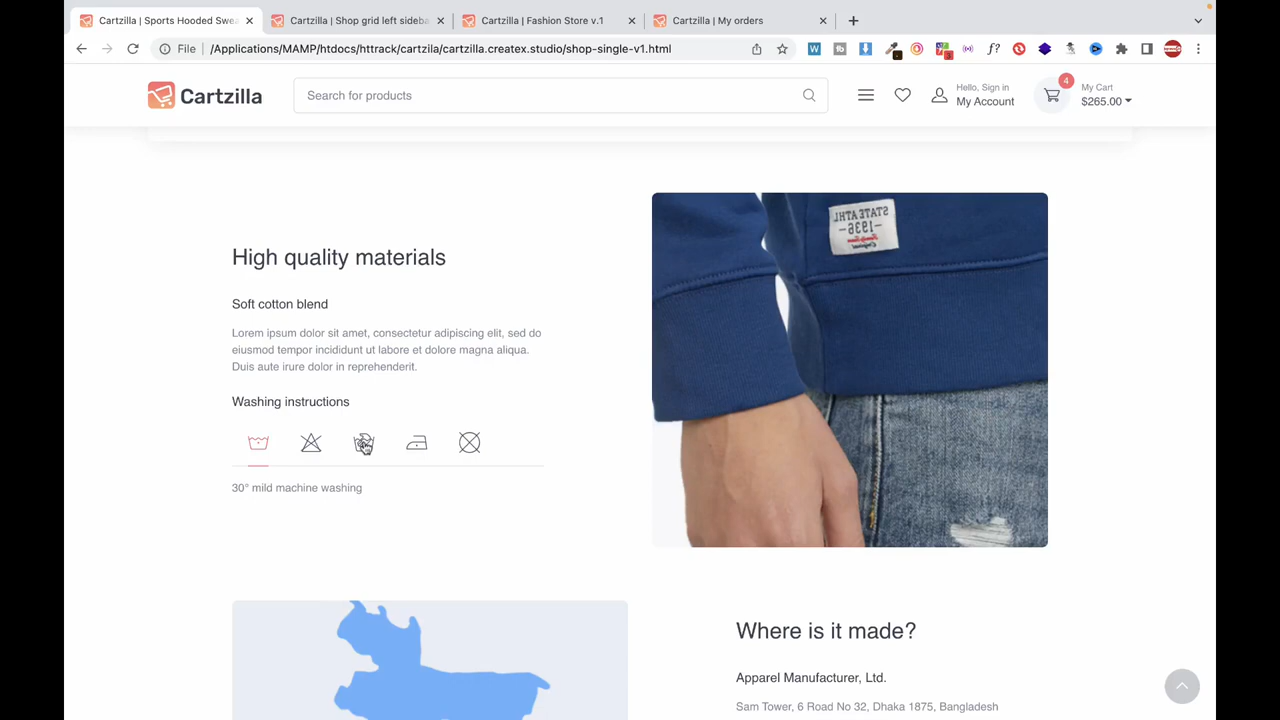 Cartzilla | Sports Hooded Swea
Cartzilla | Shop grid left sideba
Cartzilla | Fashion Store v.1
Cartzilla | My orders
File
/Applications/MAMP/htdocs/httrack/cartzila/cartzilla.createx.studio/shop-single-v1.html
Cartzilla
Search for products
Hello, Sign in
My Account
4
My Cart
$265.00
STATE ATHL
-1936-
High quality materials
Soft cotton blend
Lorem ipsum dolor sit amet, consectetur adipiscing elit, sed do
eiusmod tempor incididunt ut labore et dolore magna aliqua.
Duis aute irure dolor in reprehenderit.
Washing instructions
30° mild machine washing
Where is it made?
Apparel Manufacturer, Ltd.
Sam Tower, 6 Road No 32, Dhaka 1875, Bangladesh